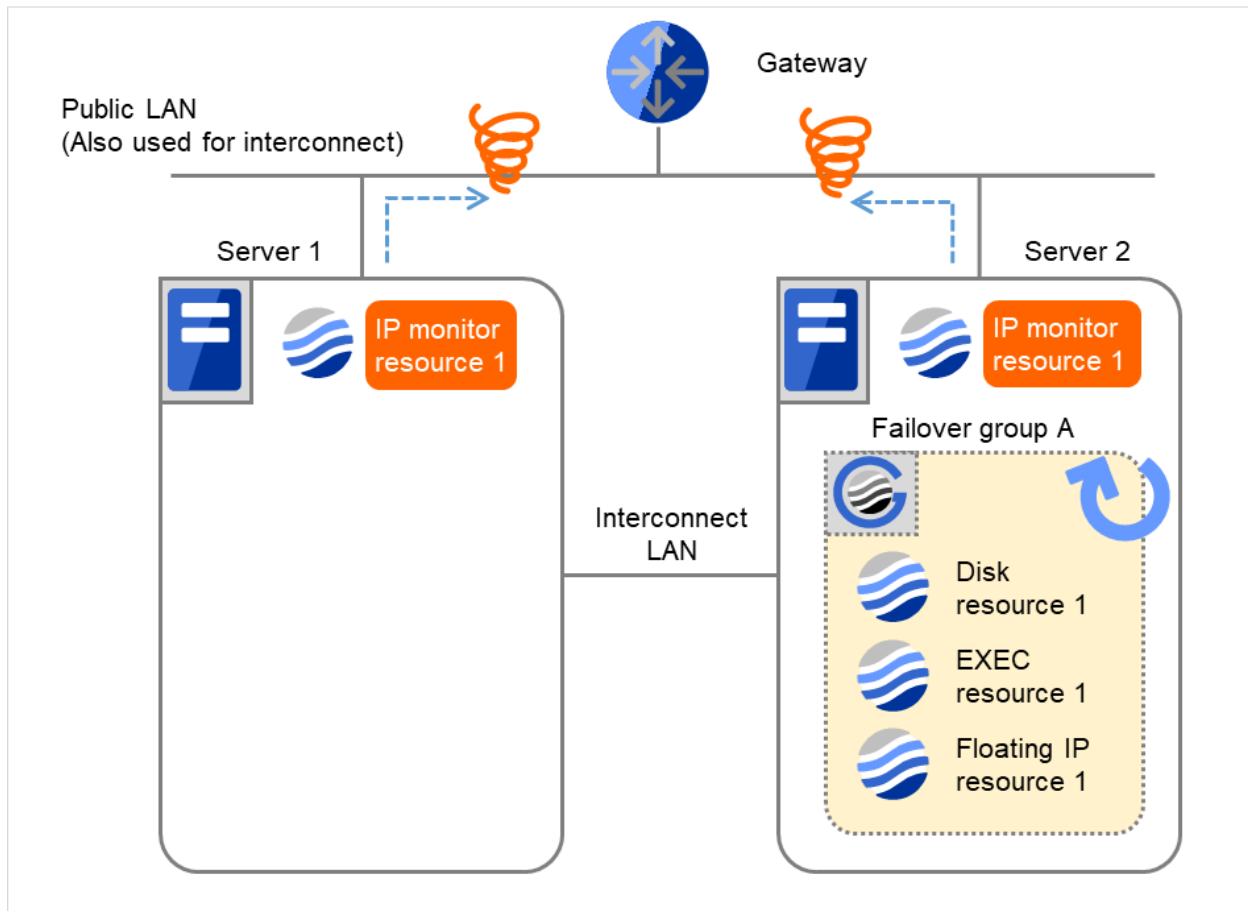 Gateway
Public LAN
(Also used for interconnect)
Server 1
Server 2
IP monitor
resource 1
IP monitor
resource 1
Failover group A
Interconnect
LAN
Disk
resource 1
EXEC
resource 1
Floating IP
resource 1